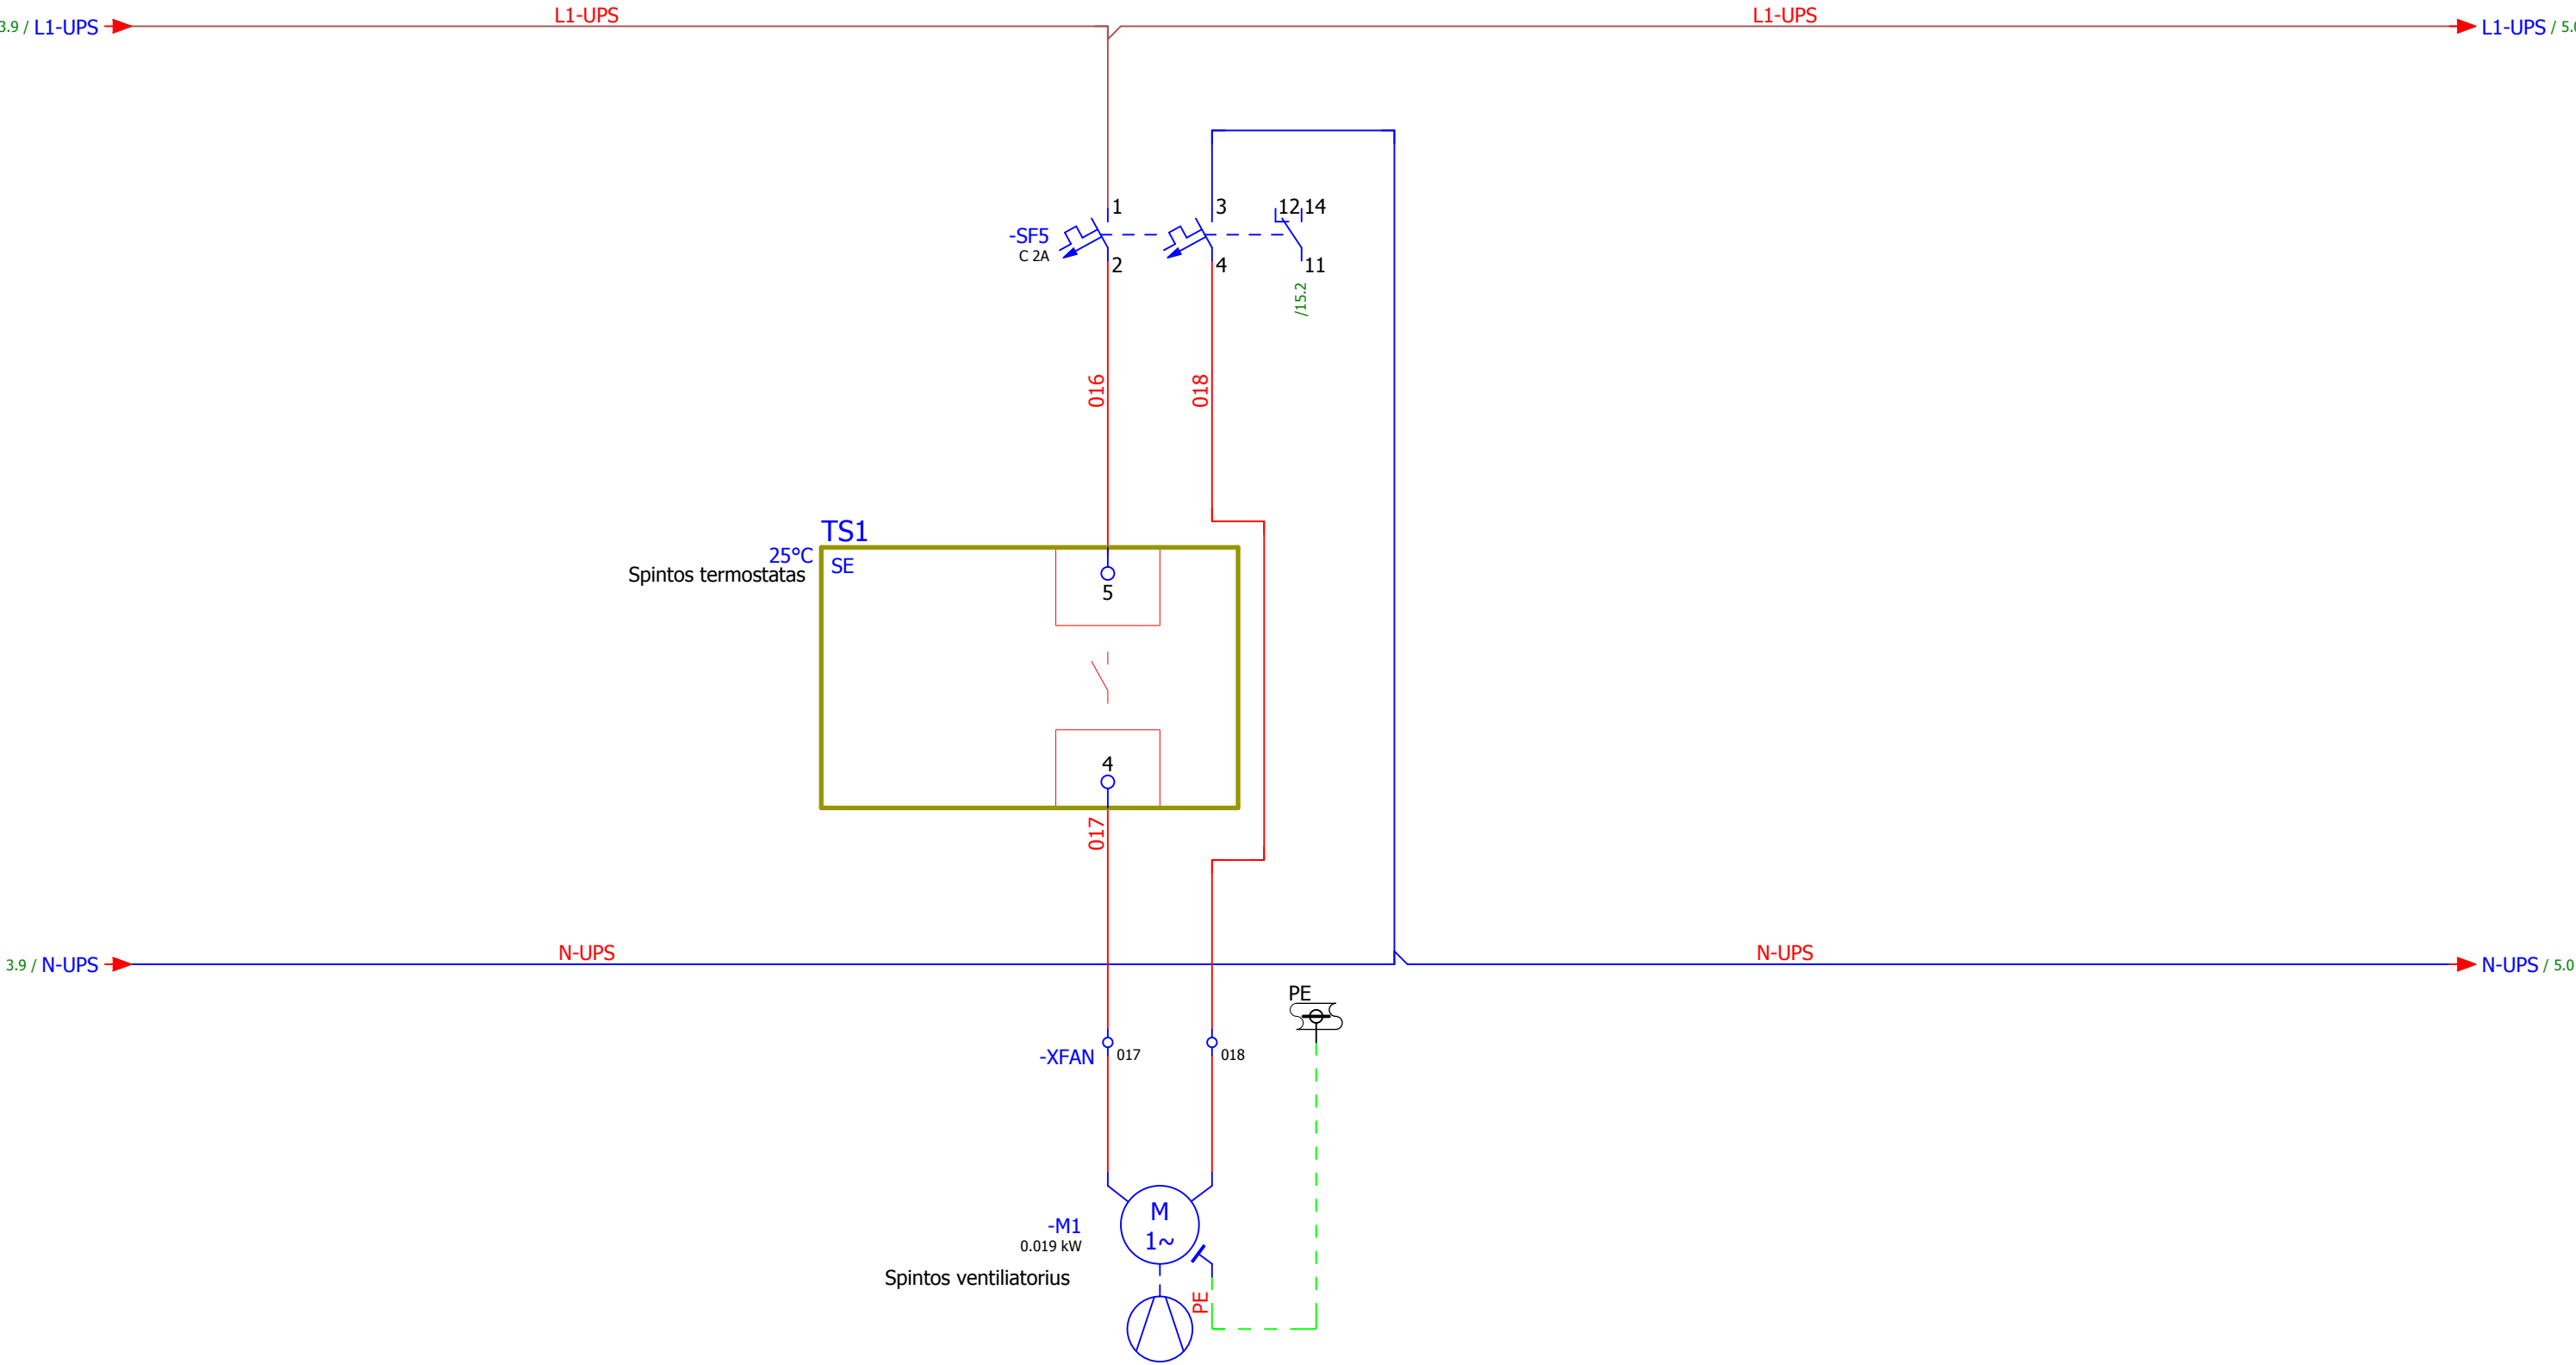 L1-UPS
L1-UPS
3.9 / L1-UPS
L1-UPS / 5.0
1
3
12
14
-SF5
C 2A
2
4
11
/15.2
016
018
TS1
25°C
SE
Spintos termostatas
5
4
017
N-UPS
N-UPS
3.9 / N-UPS
N-UPS / 5.0
PE
-XFAN
017
018
M
1~
-M1
0.019 kW
Spintos ventiliatorius
PE